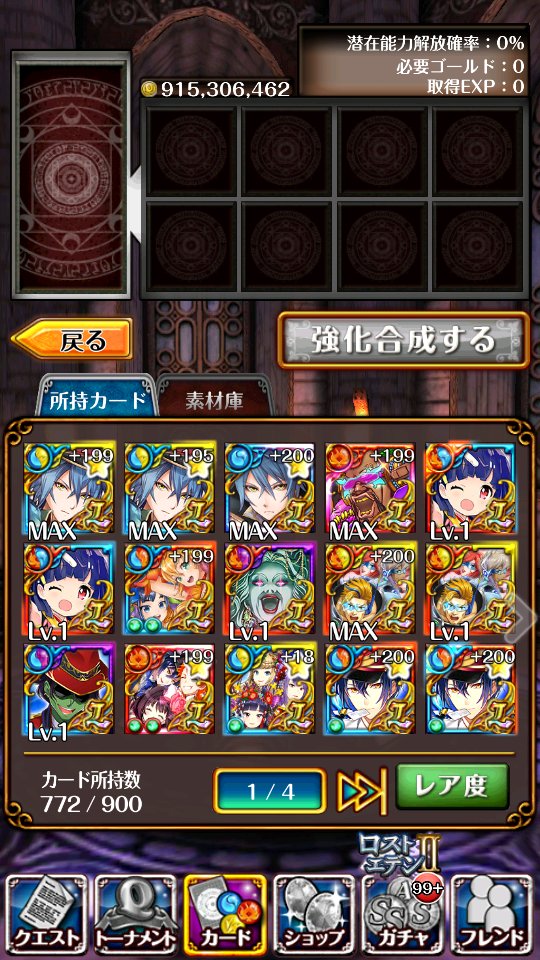 潜在能力解放確率:0%
必要ゴールド:0
取得EXP:0
915,306,462
戻る
強化合成する
所持カード
素材庫
+199
+195
+200
+199
MAX
MAX
MAX
MAX
Lv.1
+199
+200
Lv.1
Lv.1
MAX
Lv.1
+199
+18
+200
+200
Lv.1
カード所持数
772 / 900
1 / 4
レア度
ロスト
エデンII
99+
クエスト
トーナメント
カード
ショップ
ガチャ
フレンド